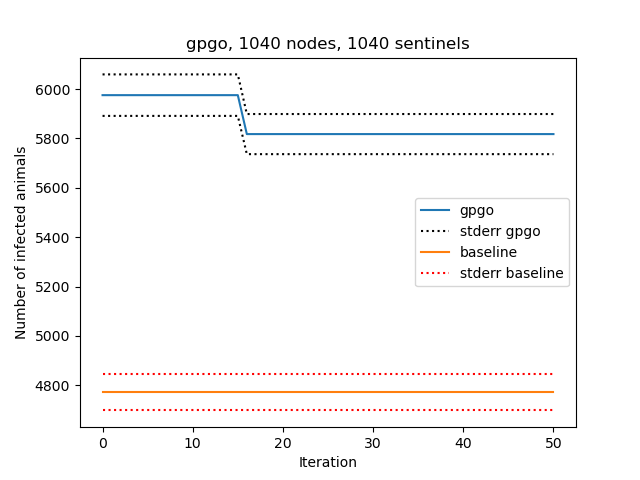 gpgo, 1040 nodes, 1040 sentinels
Number of infected animals
6000
5800
5600
5400
5200
5000
4800
gpgo
stderr gpgo
baseline
stderr baseline
0 10 20 30 40 50
Iteration